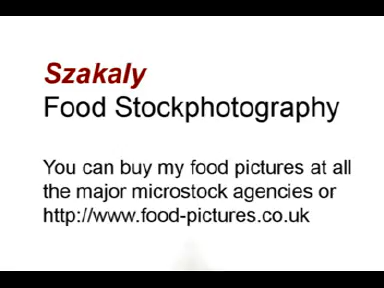 Szakaly
Food Stockphotography
You can buy my food pictures at all
the major microstock agencies or
http://www.food-pictures.co.uk